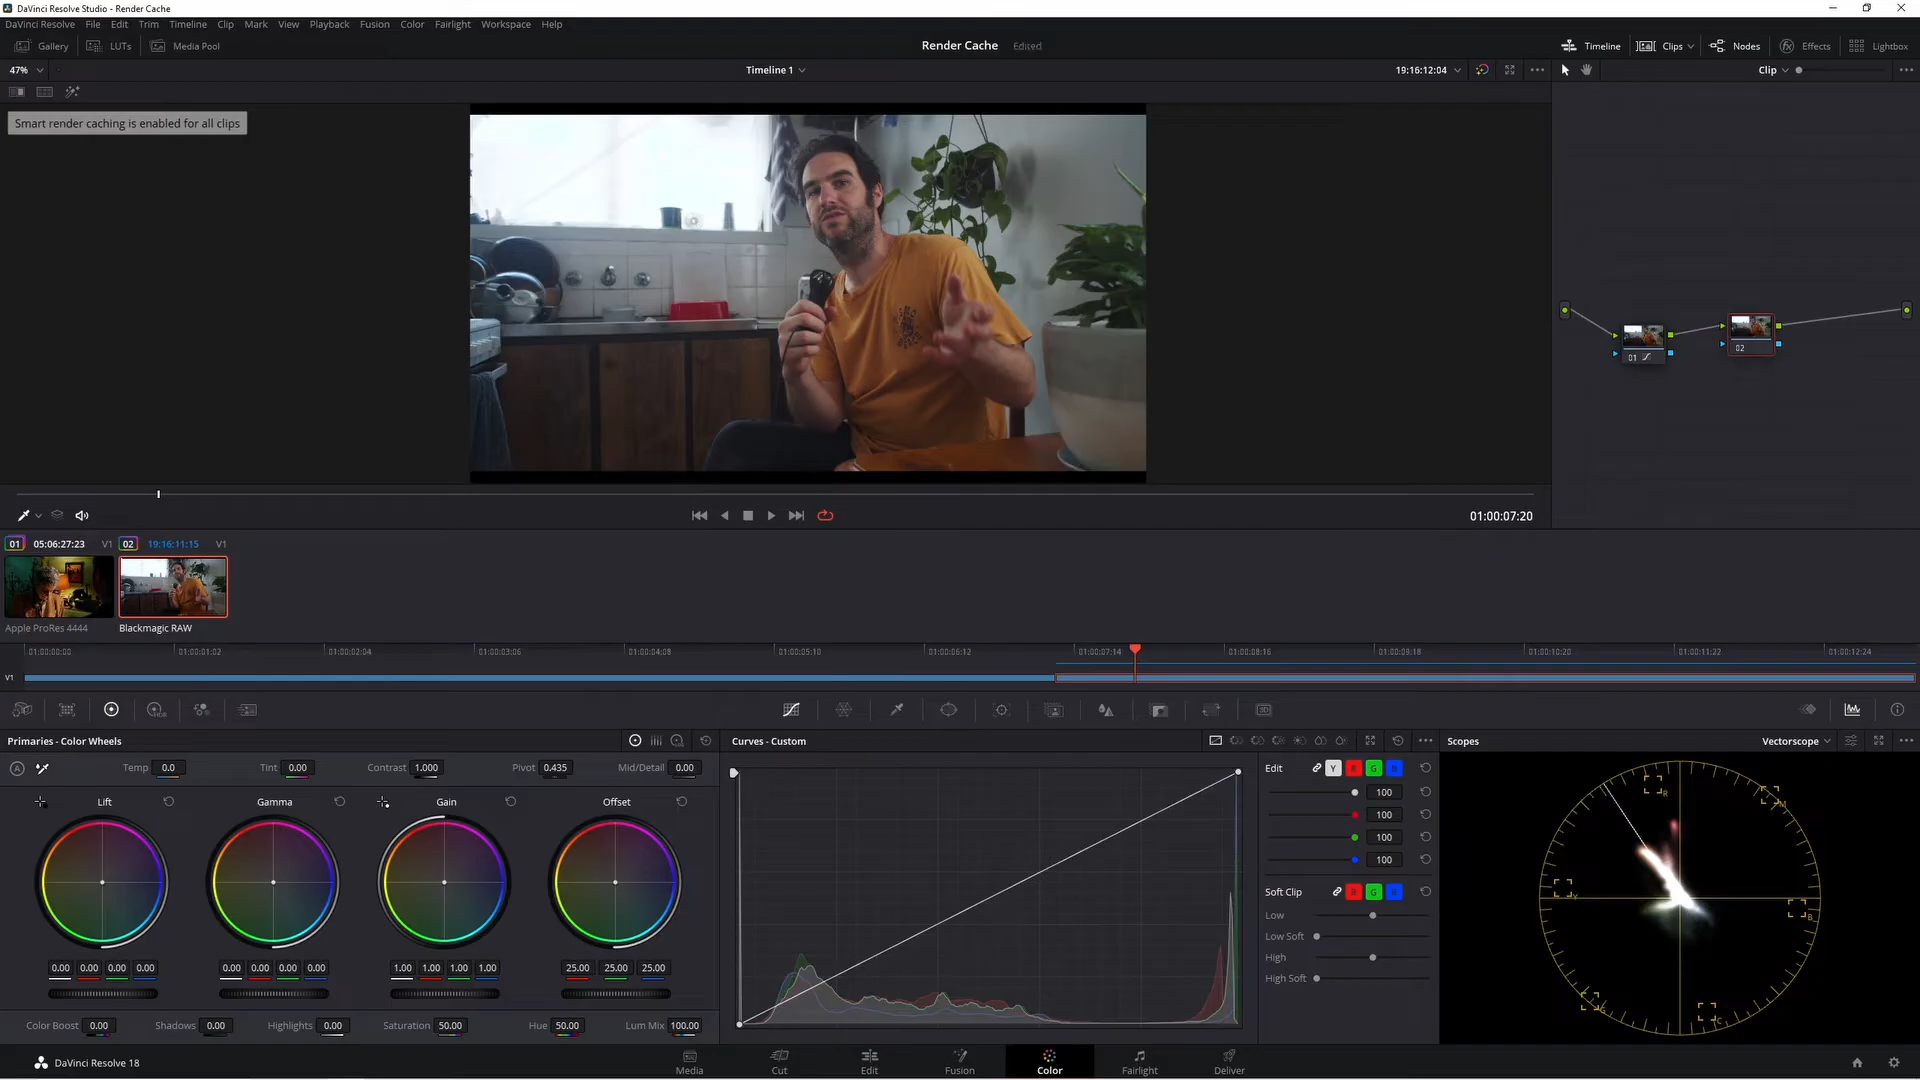 DaVinci Resolve Studio - Render Cache
DaVinci Resolve File Edit Trim Timeline Clip Mark View Playback Fusion Color Fairlight Workspace Help
Gallery LUTs Media Pool Render Cache Edited Timeline Clips Nodes Effects Lightbox
47% Timeline 1 19:16:12:04 Clip
Smart render caching is enabled for all clips
01 02
01:00:07:20
01 05:06:27:23 V1 02 19:16:11:15 V1
Apple ProRes 4444 Blackmagic RAW
01:00:00:00 01:00:01:02 01:00:02:04 01:00:03:06 01:00:04:08 01:00:05:10 01:00:06:12 01:00:07:14 01:00:08:16 01:00:09:18 01:00:10:20 01:00:11:22 01:00:12:24
V1
HDR 3D
Primaries - Color Wheels Curves - Custom Scopes Vectorscope
A Temp 0.0 Tint 0.00 Contrast 1.000 Pivot 0.435 Mid/Detail 0.00 Edit Y R G B
Lift Gamma Gain Offset
100
100
100
100
Soft Clip R G B
Low
Low Soft
High
High Soft
R M B C G Y
0.00 0.00 0.00 0.00 0.00 0.00 0.00 0.00 1.00 1.00 1.00 1.00 25.00 25.00 25.00
Color Boost 0.00 Shadows 0.00 Highlights 0.00 Saturation 50.00 Hue 50.00 Lum Mix 100.00
DaVinci Resolve 18 Media Cut Edit Fusion Color Fairlight Deliver